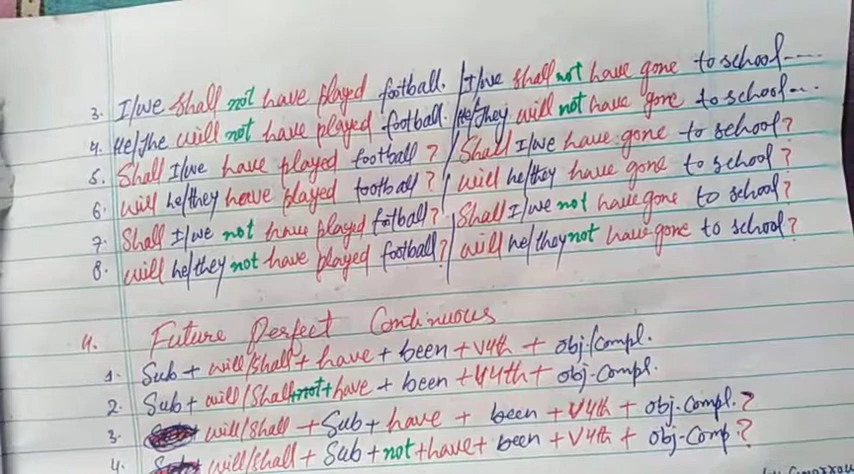 3. I/we shall not have played football. / I/we shall not have gone to school----
4. He/The will not have played football. / He/They will not have gone to school...
5. Shall I/we have played football? / Shall I/we have gone to school?
6. will he/they have played football? / will he/they have gone to school?
7. Shall I/we not have played football? / Shall I/we not have gone to school?
8. will he/they not have played football? / will he/they not have gone to school?
4. Future Perfect Continuous
1. Sub + will/shall + have + been + V4th + obj/compl.
2. Sub + will/Shall + not + have + been + V4th + obj-compl.
3. will/shall + Sub + have + been + V4th + obj-Compl.?
4. will/shall + Sub + not + have + been + V4th + obj-Comp?